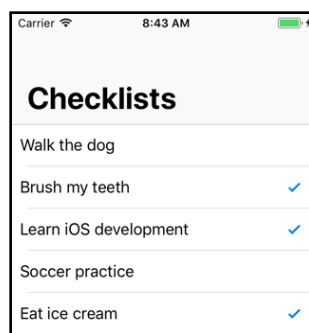 Carrier 8:43 AM
Checklists
Walk the dog
Brush my teeth
Learn iOS development
Soccer practice
Eat ice cream